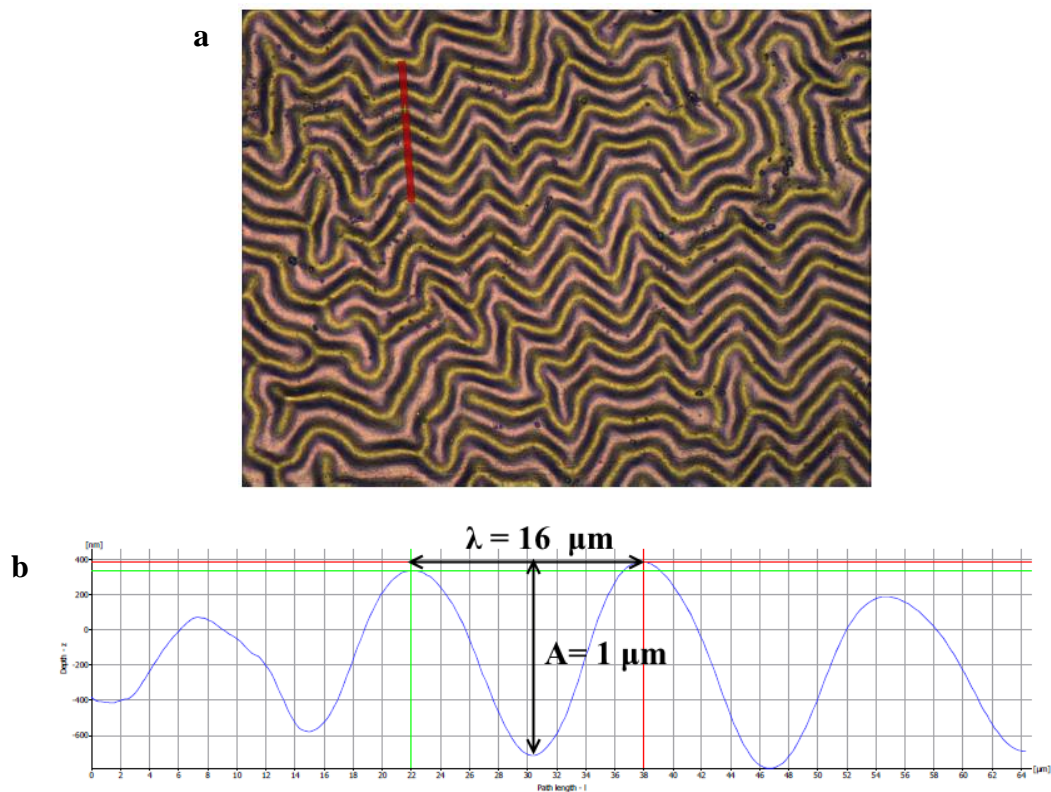 a
b
λ = 16 μm
[nm]
400
200
0
-200
-400
-600
Depth - z
A= 1 μm
0 2 4 6 8 10 12 14 16 18 20 22 24 26 28 30 32 34 36 38 40 42 44 46 48 50 52 54 56 58 60 62 64 [μm]
Path length - l